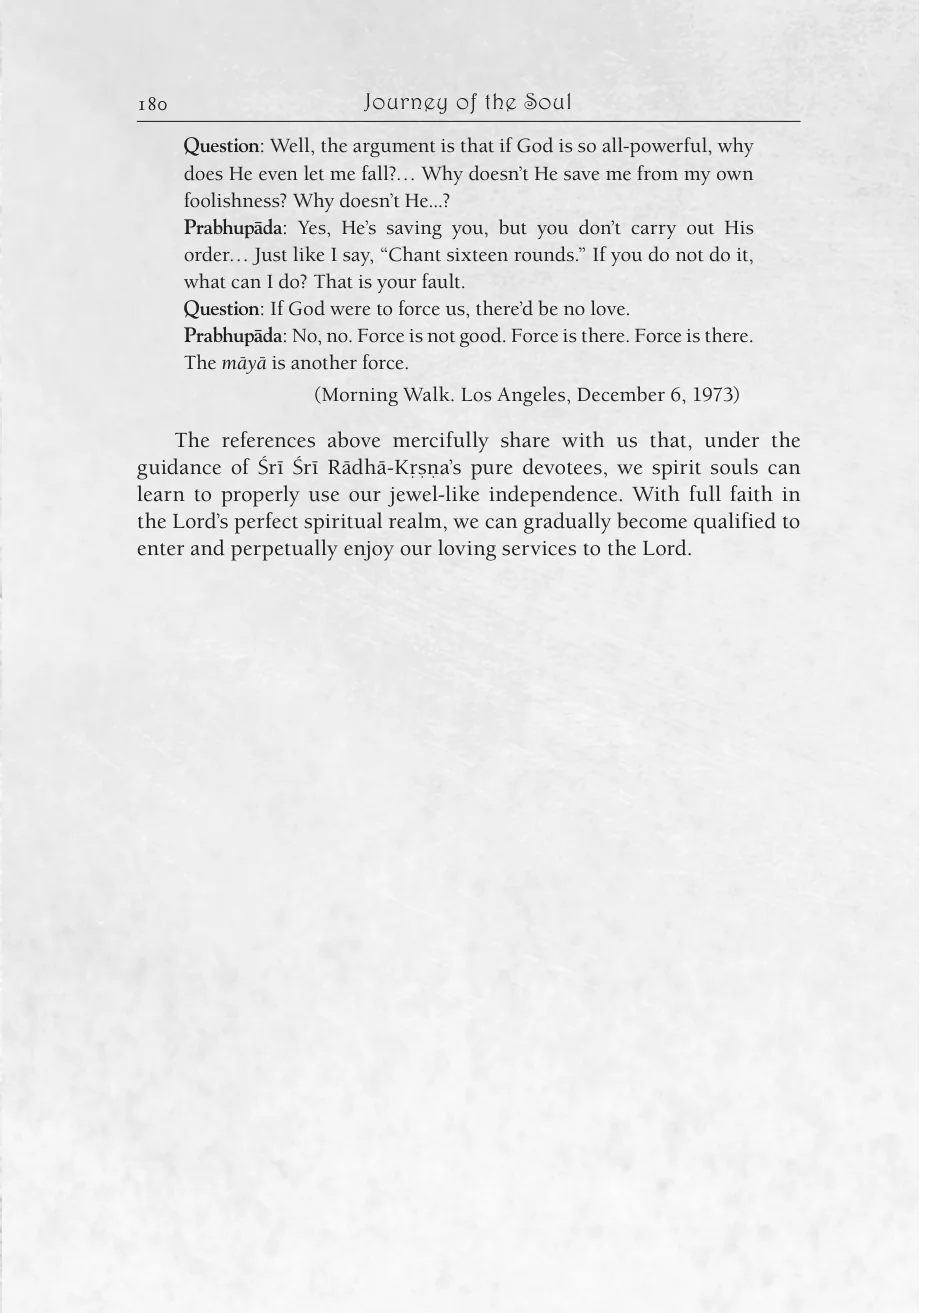 180
Journey of the Soul
Question: Well, the argument is that if God is so all-powerful, why
does He even let me fall?… Why doesn’t He save me from my own
foolishness? Why doesn’t He...?
Prabhupāda: Yes, He’s saving you, but you don’t carry out His
order… Just like I say, “Chant sixteen rounds.” If you do not do it,
what can I do? That is your fault.
Question: If God were to force us, there’d be no love.
Prabhupāda: No, no. Force is not good. Force is there. Force is there.
The māyā is another force.
(Morning Walk. Los Angeles, December 6, 1973)
The references above mercifully share with us that, under the
guidance of Śrī Śrī Rādhā-Kṛṣṇa’s pure devotees, we spirit souls can
learn to properly use our jewel-like independence. With full faith in
the Lord’s perfect spiritual realm, we can gradually become qualified to
enter and perpetually enjoy our loving services to the Lord.